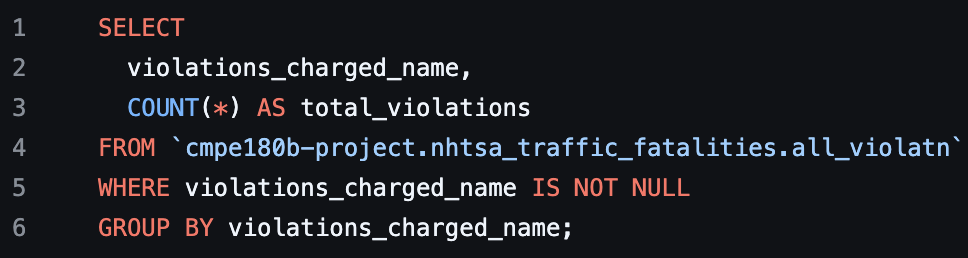 1 SELECT
2 violations_charged_name,
3 COUNT(*) AS total_violations
4 FROM `cmpe180b-project.nhtsa_traffic_fatalities.all_violatn`
5 WHERE violations_charged_name IS NOT NULL
6 GROUP BY violations_charged_name;